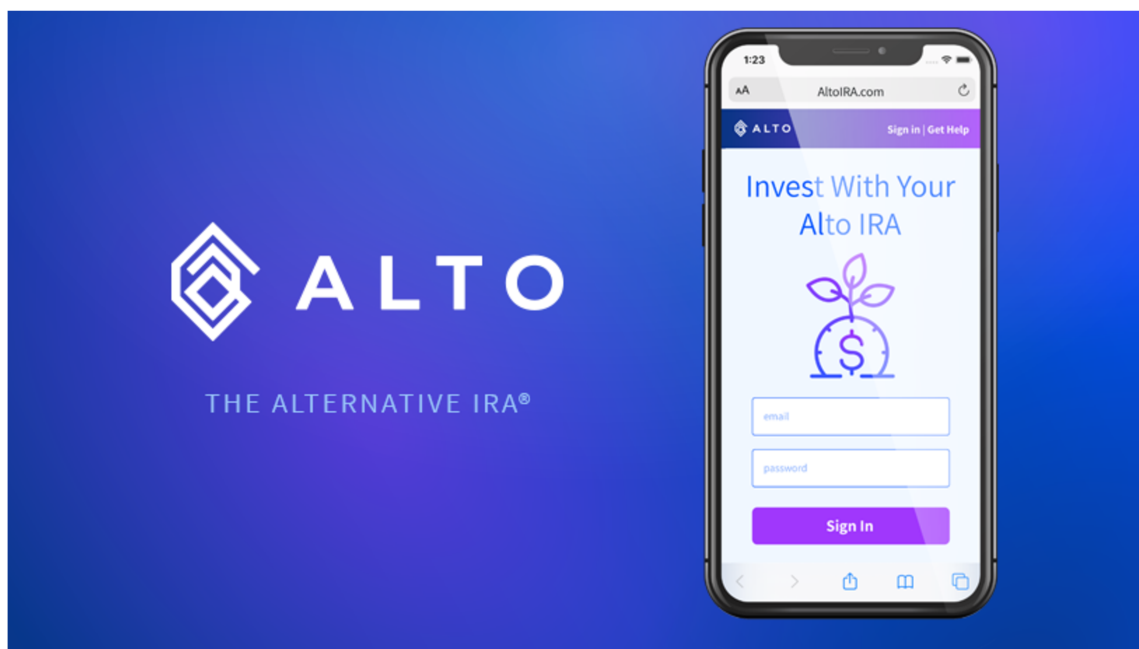 ALTO
THE ALTERNATIVE IRA®
1:23
AA
AltoIRA.com
ALTO
Sign in | Get Help
Invest With Your
Alto IRA
$
email
password
Sign In